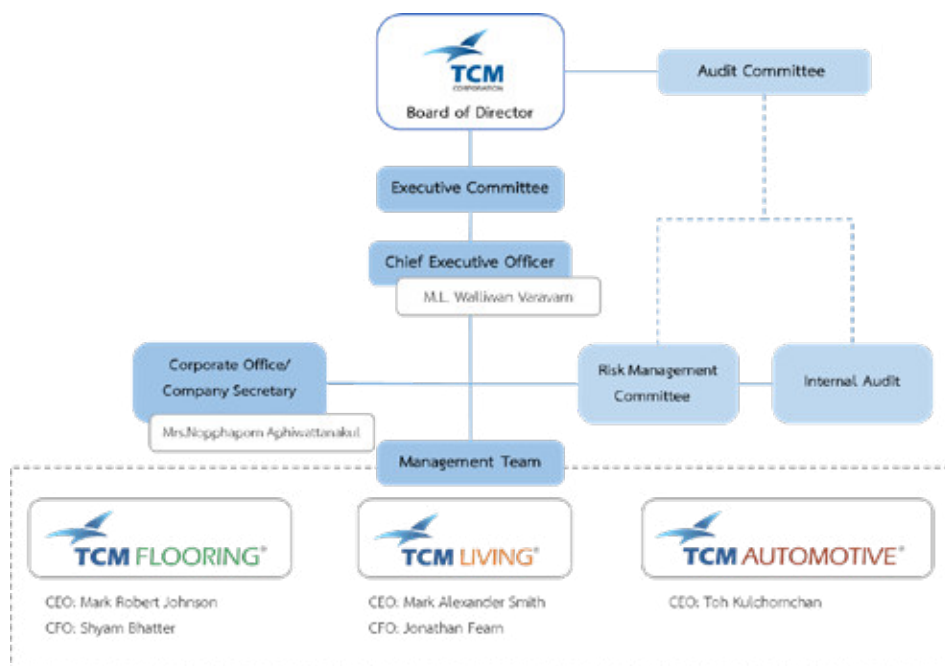 TCM
CORPORATION
Board of Director
Audit Committee
Executive Committee
Chief Executive Officer
M.L. Walliwan Varavarn
Corporate Office/
Company Secretary
Mrs.Nopphaporn Aphiwattanakul
Risk Management
Committee
Internal Audit
Management Team
TCM FLOORING®
TCM LIVING®
TCM AUTOMOTIVE®
CEO: Mark Robert Johnson
CFO: Shyam Bhatter
CEO: Mark Alexander Smith
CFO: Jonathan Fearn
CEO: Toh Kulchornchan